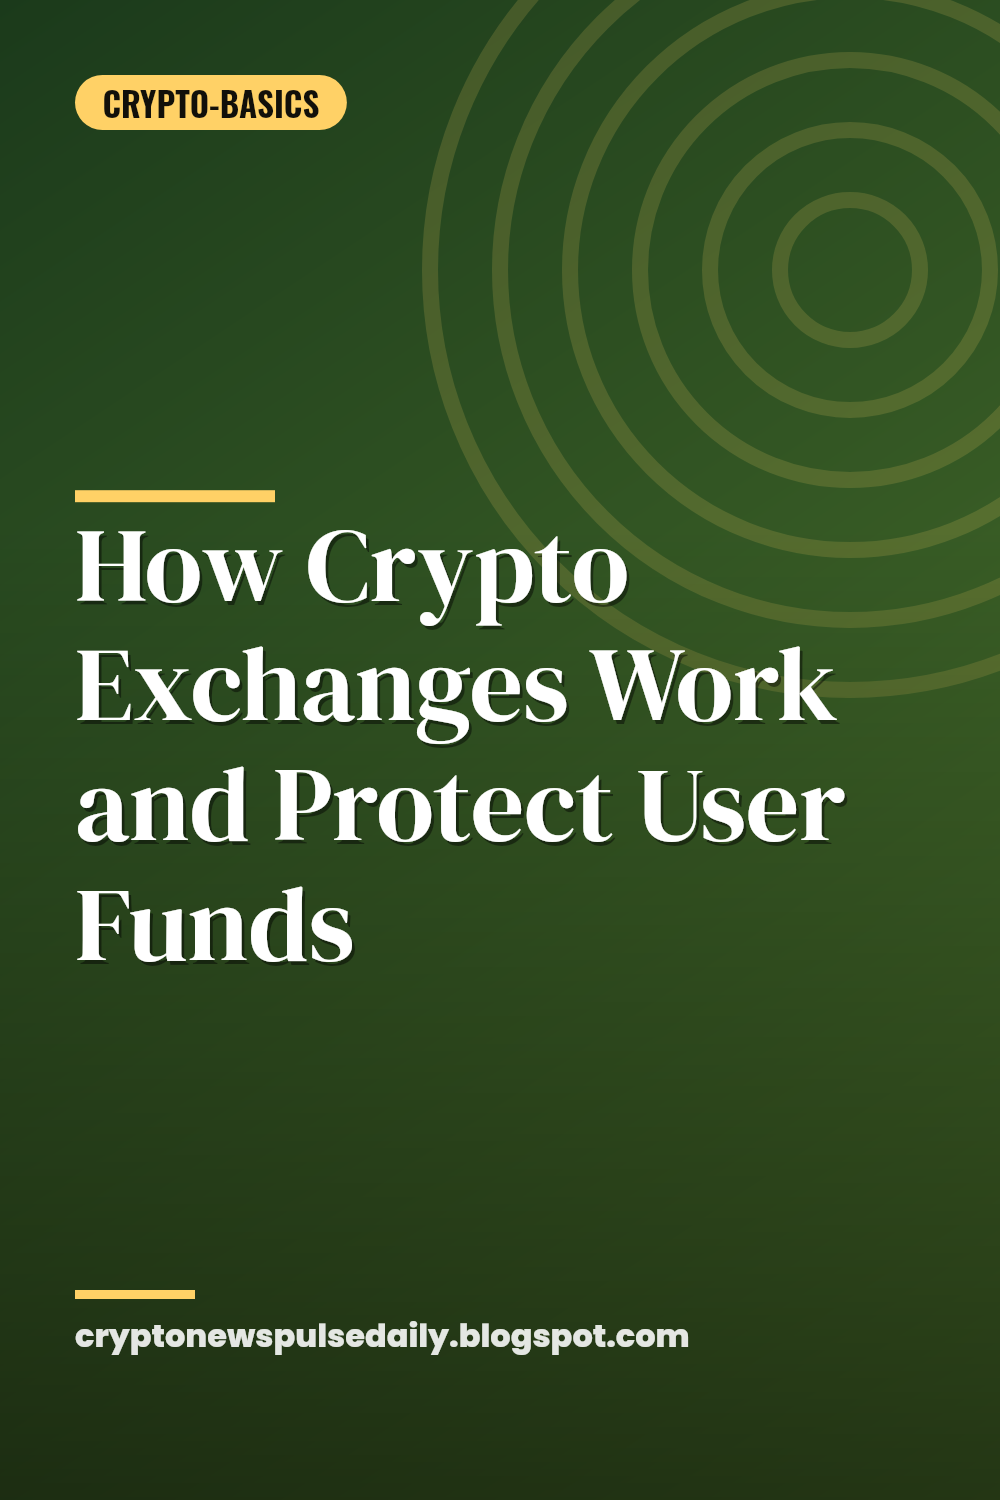 CRYPTO-BASICS
How Crypto
Exchanges Work
and Protect User
Funds
cryptonewspulsedaily.blogspot.com